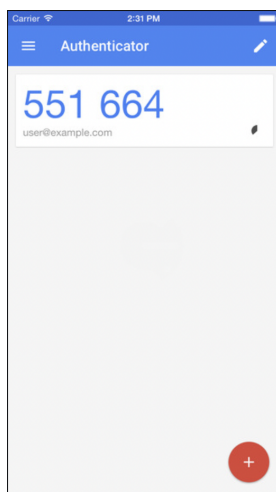 Carrier 2:31 PM
Authenticator
551 664
user@example.com
+